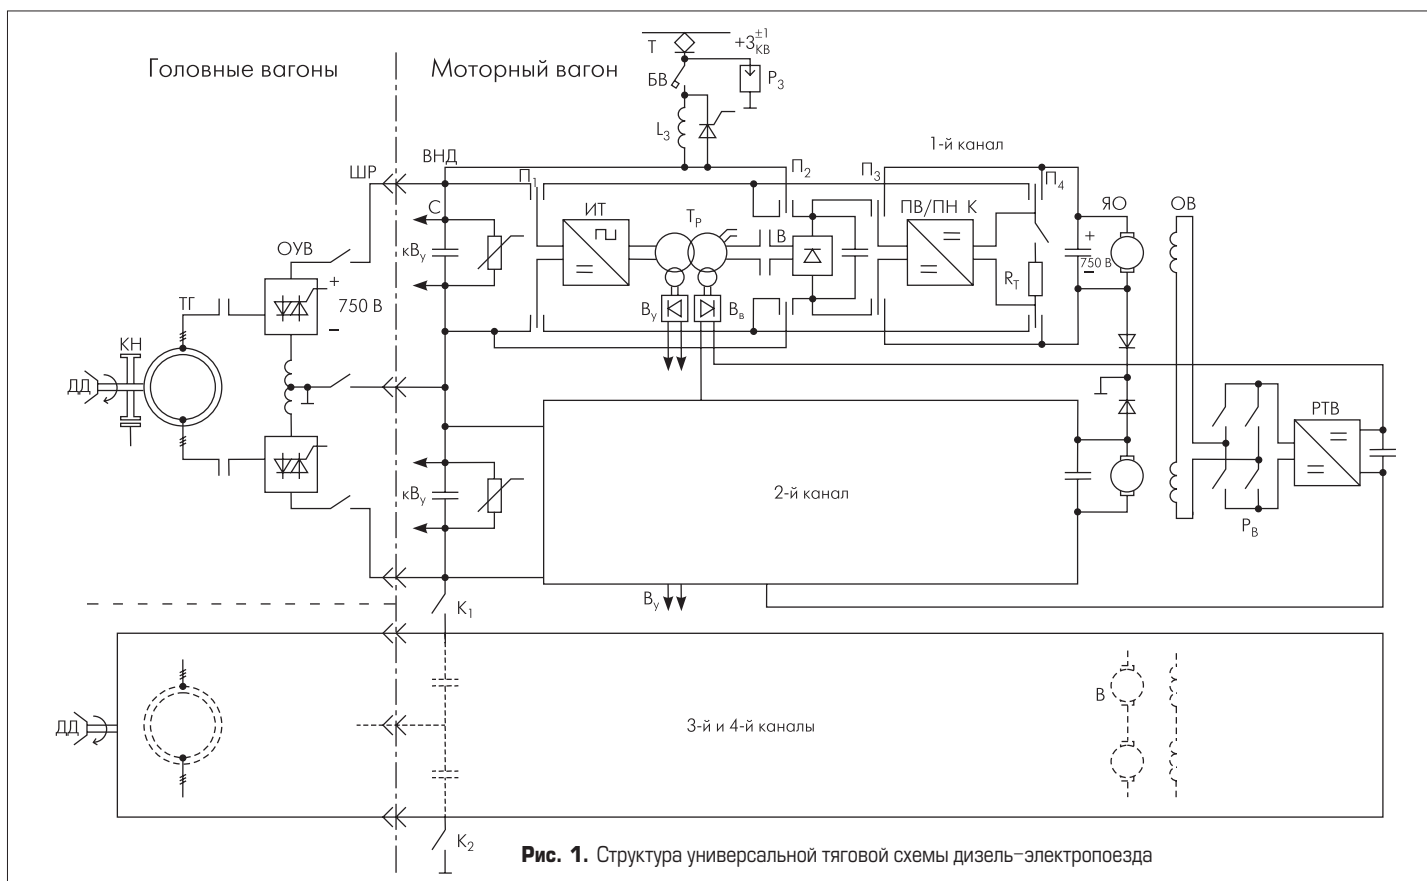 Головные вагоны
Моторный вагон
Т
+3 ±1 КВ
БВ
Р3
L3
1-й канал
ШР
ВНД
П1
П2
П3
П4
С
ИТ
ТР
В
ПВ/ПН К
ЯО
ОВ
кВу
ОУВ
+
750 В
–
+
750 В
–
RТ
ТГ
Ву
Вв
КН
ДД
РТВ
кВу
2-й канал
РВ
Ву
К1
ДД
3-й и 4-й каналы
В
К2
Рис. 1. Структура универсальной тяговой схемы дизель–электропоезда